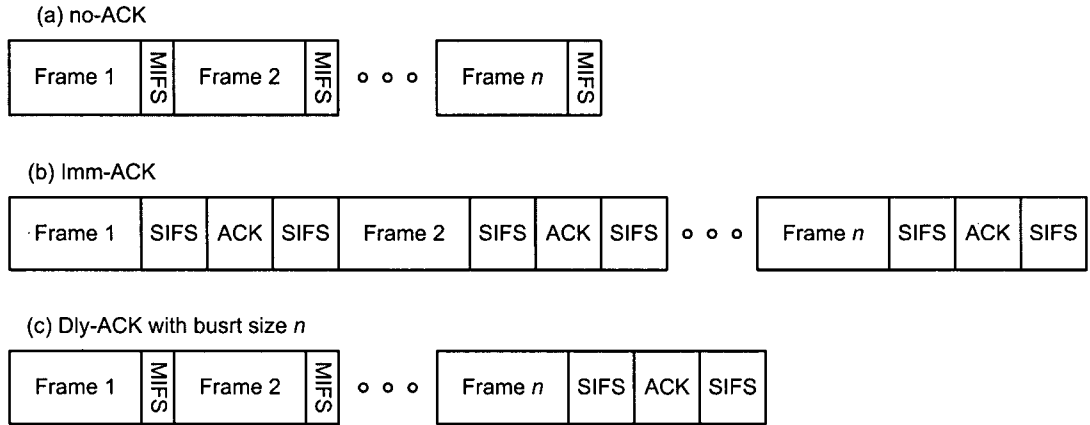 (a) no-ACK
Frame 1 MIFS Frame 2 MIFS Frame n MIFS
(b) Imm-ACK
Frame 1 SIFS ACK SIFS Frame 2 SIFS ACK SIFS Frame n SIFS ACK SIFS
(c) Dly-ACK with busrt size n
Frame 1 MIFS Frame 2 MIFS Frame n SIFS ACK SIFS